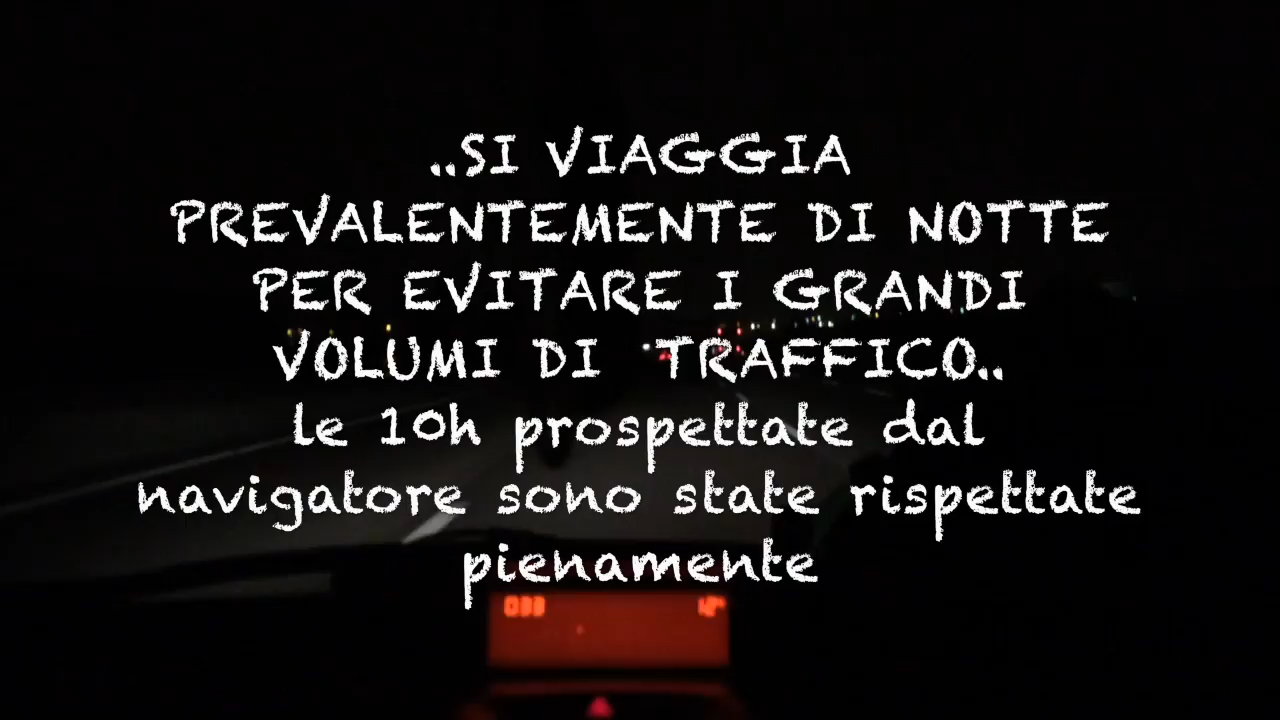 ..SI VIAGGIA
PREVALENTEMENTE DI NOTTE
PER EVITARE I GRANDI
VOLUMI DI TRAFFICO..
le 10h prospettate dal
navigatore sono state rispettate
pienamente